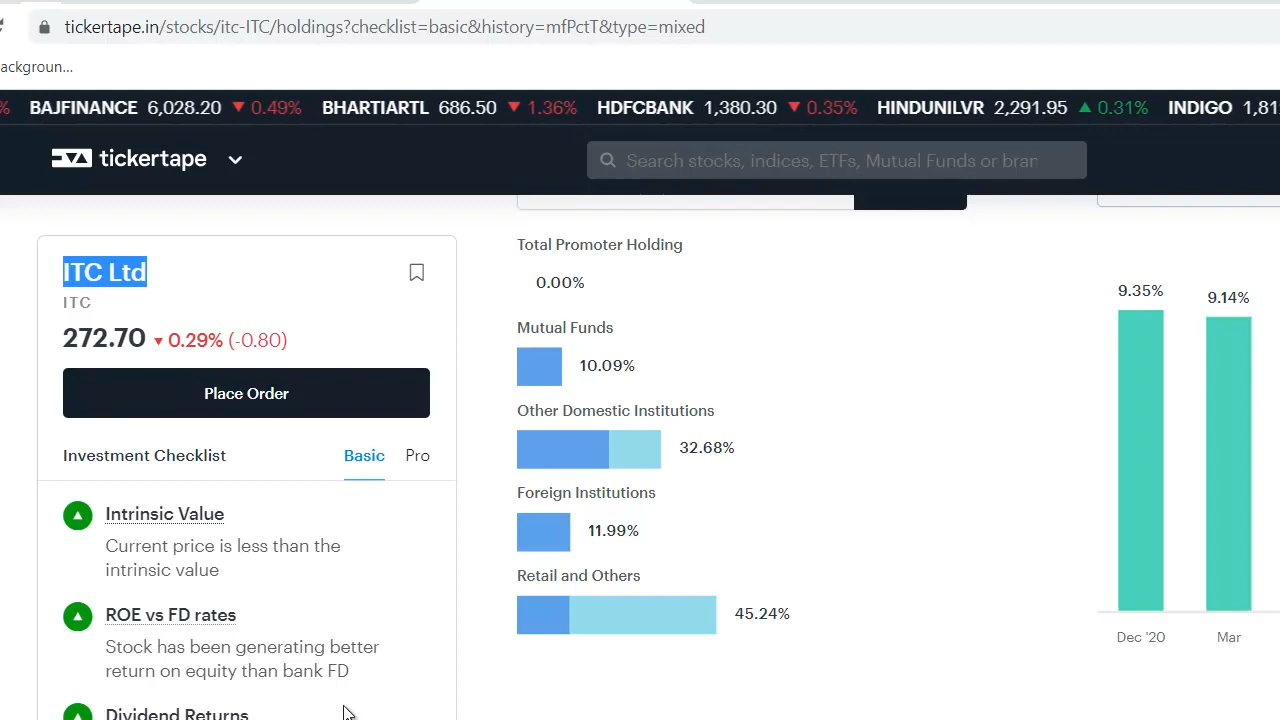 tickertape.in/stocks/itc-ITC/holdings?checklist=basic&history=mfPctT&type=mixed
ackgroun...
% BAJFINANCE 6,028.20 ▼ 0.49% BHARTIARTL 686.50 ▼ 1.36% HDFCBANK 1,380.30 ▼ 0.35% HINDUNILVR 2,291.95 ▲ 0.31% INDIGO 1,81
tickertape
Search stocks, indices, ETFs, Mutual Funds or bran
ITC Ltd
ITC
272.70 ▼ 0.29% (-0.80)
Place Order
Investment Checklist Basic Pro
Intrinsic Value
Current price is less than the
intrinsic value
ROE vs FD rates
Stock has been generating better
return on equity than bank FD
Dividend Returns
Total Promoter Holding
0.00%
Mutual Funds
10.09%
Other Domestic Institutions
32.68%
Foreign Institutions
11.99%
Retail and Others
45.24%
9.35% 9.14%
Dec '20 Mar